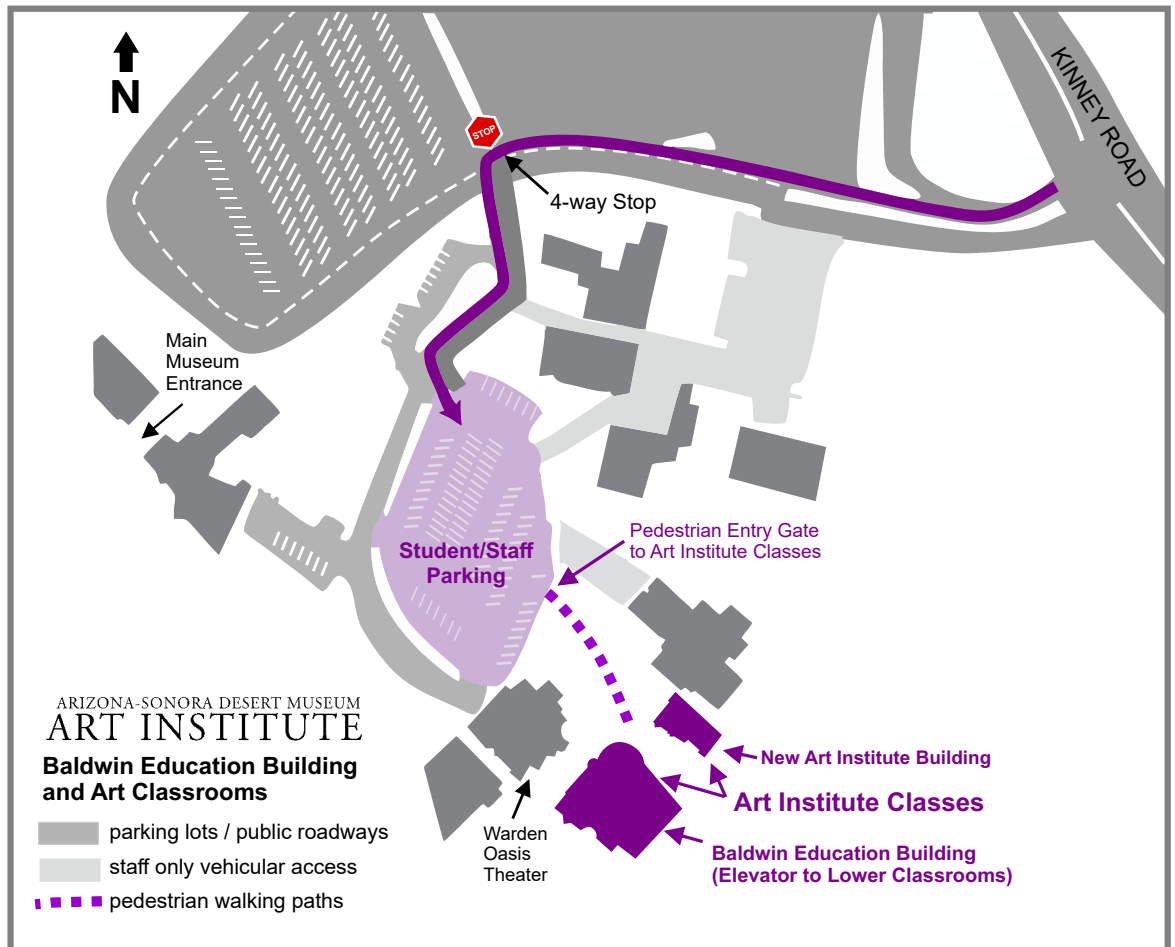 N
STOP
KINNEY ROAD
4-way Stop
Main
Museum
Entrance
Pedestrian Entry Gate
to Art Institute Classes
Student/Staff
Parking
ARIZONA-SONORA DESERT MUSEUM
ART INSTITUTE
Baldwin Education Building
and Art Classrooms
parking lots / public roadways
staff only vehicular access
pedestrian walking paths
Warden
Oasis
Theater
New Art Institute Building
Art Institute Classes
Baldwin Education Building
(Elevator to Lower Classrooms)